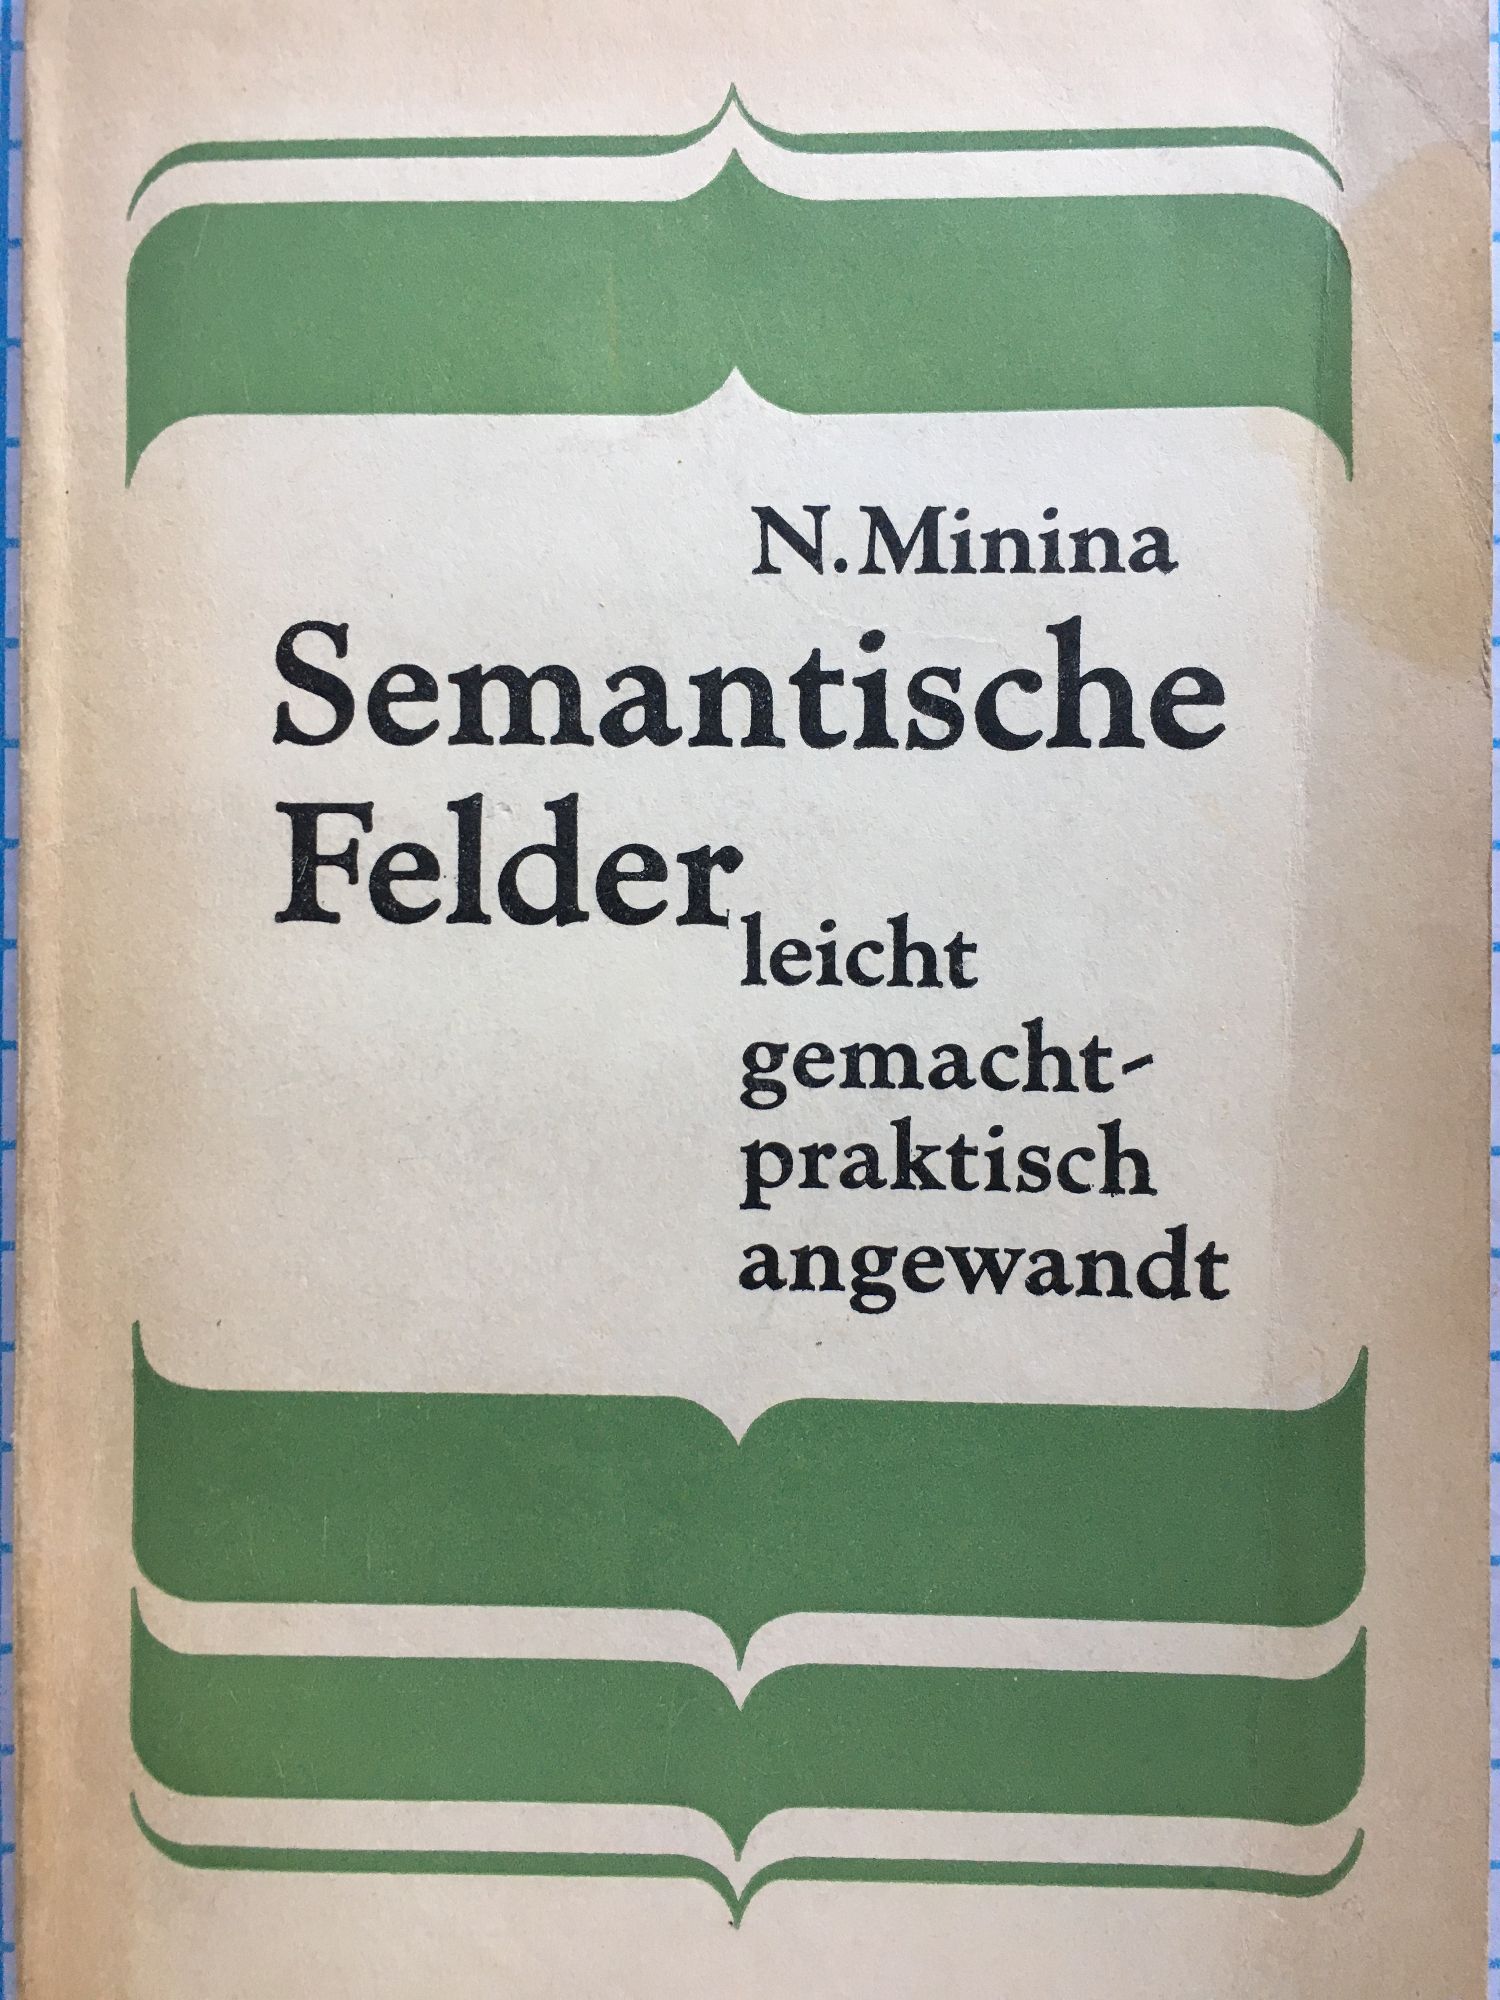 N. Minina
Semantische
Felder
leicht
gemacht-
praktisch
angewandt